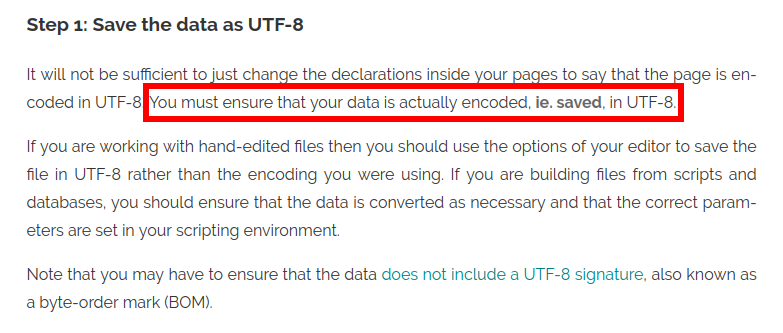 Step 1: Save the data as UTF-8
It will not be sufficient to just change the declarations inside your pages to say that the page is en-
coded in UTF-8. You must ensure that your data is actually encoded, ie. saved, in UTF-8.
If you are working with hand-edited files then you should use the options of your editor to save the
file in UTF-8 rather than the encoding you were using. If you are building files from scripts and
databases, you should ensure that the data is converted as necessary and that the correct param-
eters are set in your scripting environment.
Note that you may have to ensure that the data does not include a UTF-8 signature, also known as
a byte-order mark (BOM).